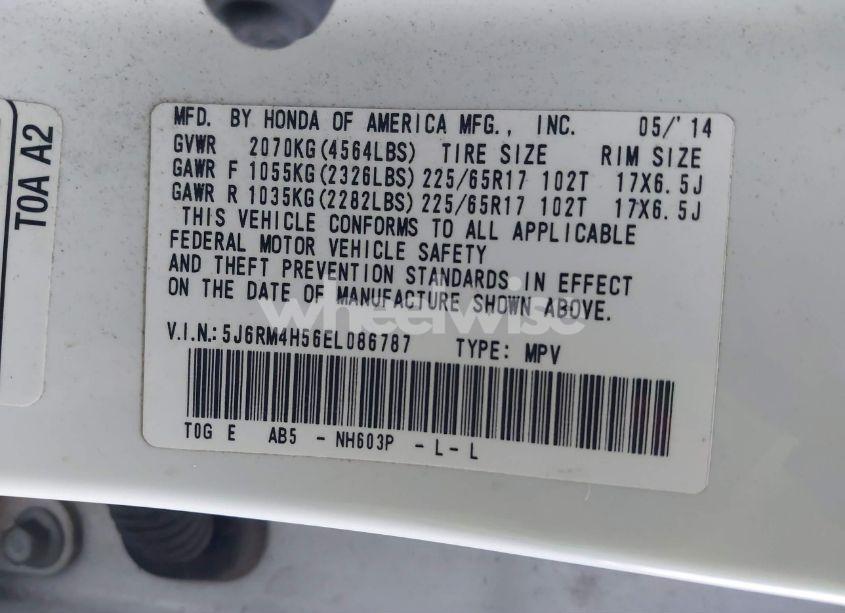 T0A A2
MFD. BY HONDA OF AMERICA MFG., INC. 05/'14
GVWR 2070KG(4564LBS) TIRE SIZE RIM SIZE
GAWR F 1055KG(2326LBS) 225/65R17 102T 17X6.5J
GAWR R 1035KG(2282LBS) 225/65R17 102T 17X6.5J
THIS VEHICLE CONFORMS TO ALL APPLICABLE
FEDERAL MOTOR VEHICLE SAFETY
AND THEFT PREVENTION STANDARDS IN EFFECT
ON THE DATE OF MANUFACTURE SHOWN ABOVE.
wheelwise
V.I.N.: 5J6RM4H56EL086787 TYPE: MPV
T0G E AB5 - NH603P - L - L